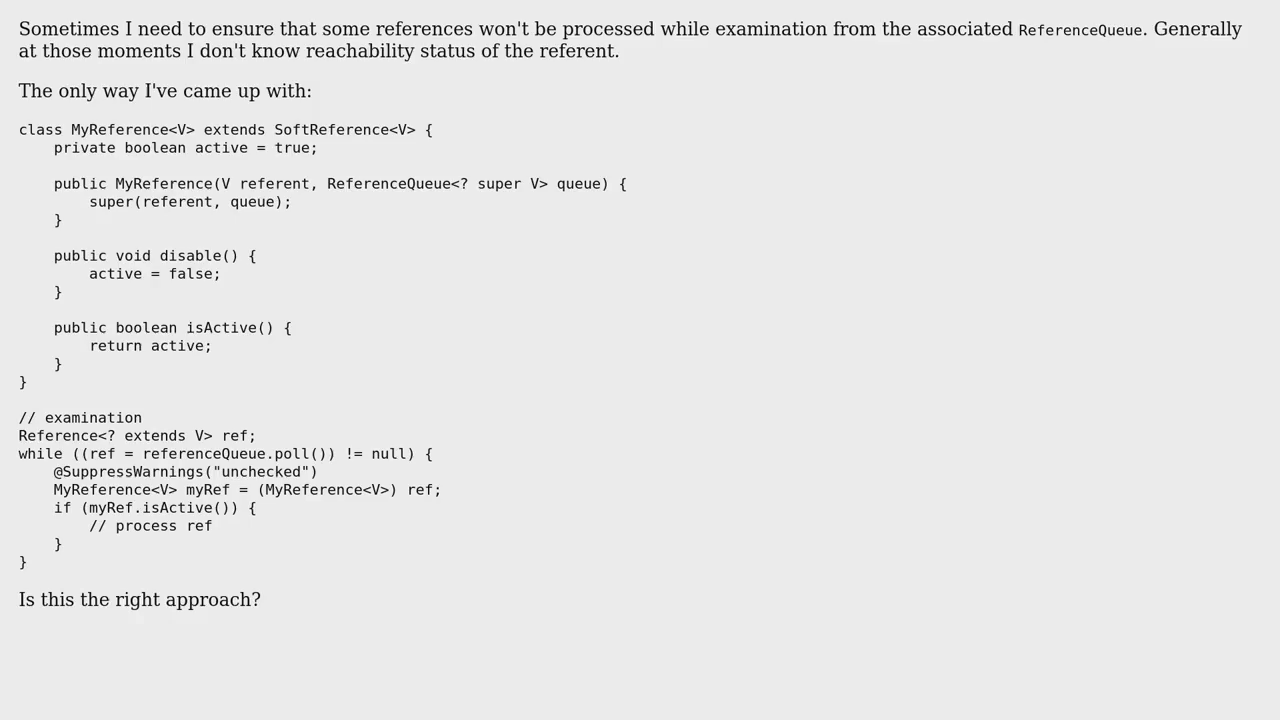 Sometimes I need to ensure that some references won't be processed while examination from the associated ReferenceQueue. Generally
at those moments I don't know reachability status of the referent.
The only way I've came up with:
class MyReference<V> extends SoftReference<V> {
    private boolean active = true;
    public MyReference(V referent, ReferenceQueue<? super V> queue) {
        super(referent, queue);
    }
    public void disable() {
        active = false;
    }
    public boolean isActive() {
        return active;
    }
}
// examination
Reference<? extends V> ref;
while ((ref = referenceQueue.poll()) != null) {
    @SuppressWarnings("unchecked")
    MyReference<V> myRef = (MyReference<V>) ref;
    if (myRef.isActive()) {
        // process ref
    }
}
Is this the right approach?